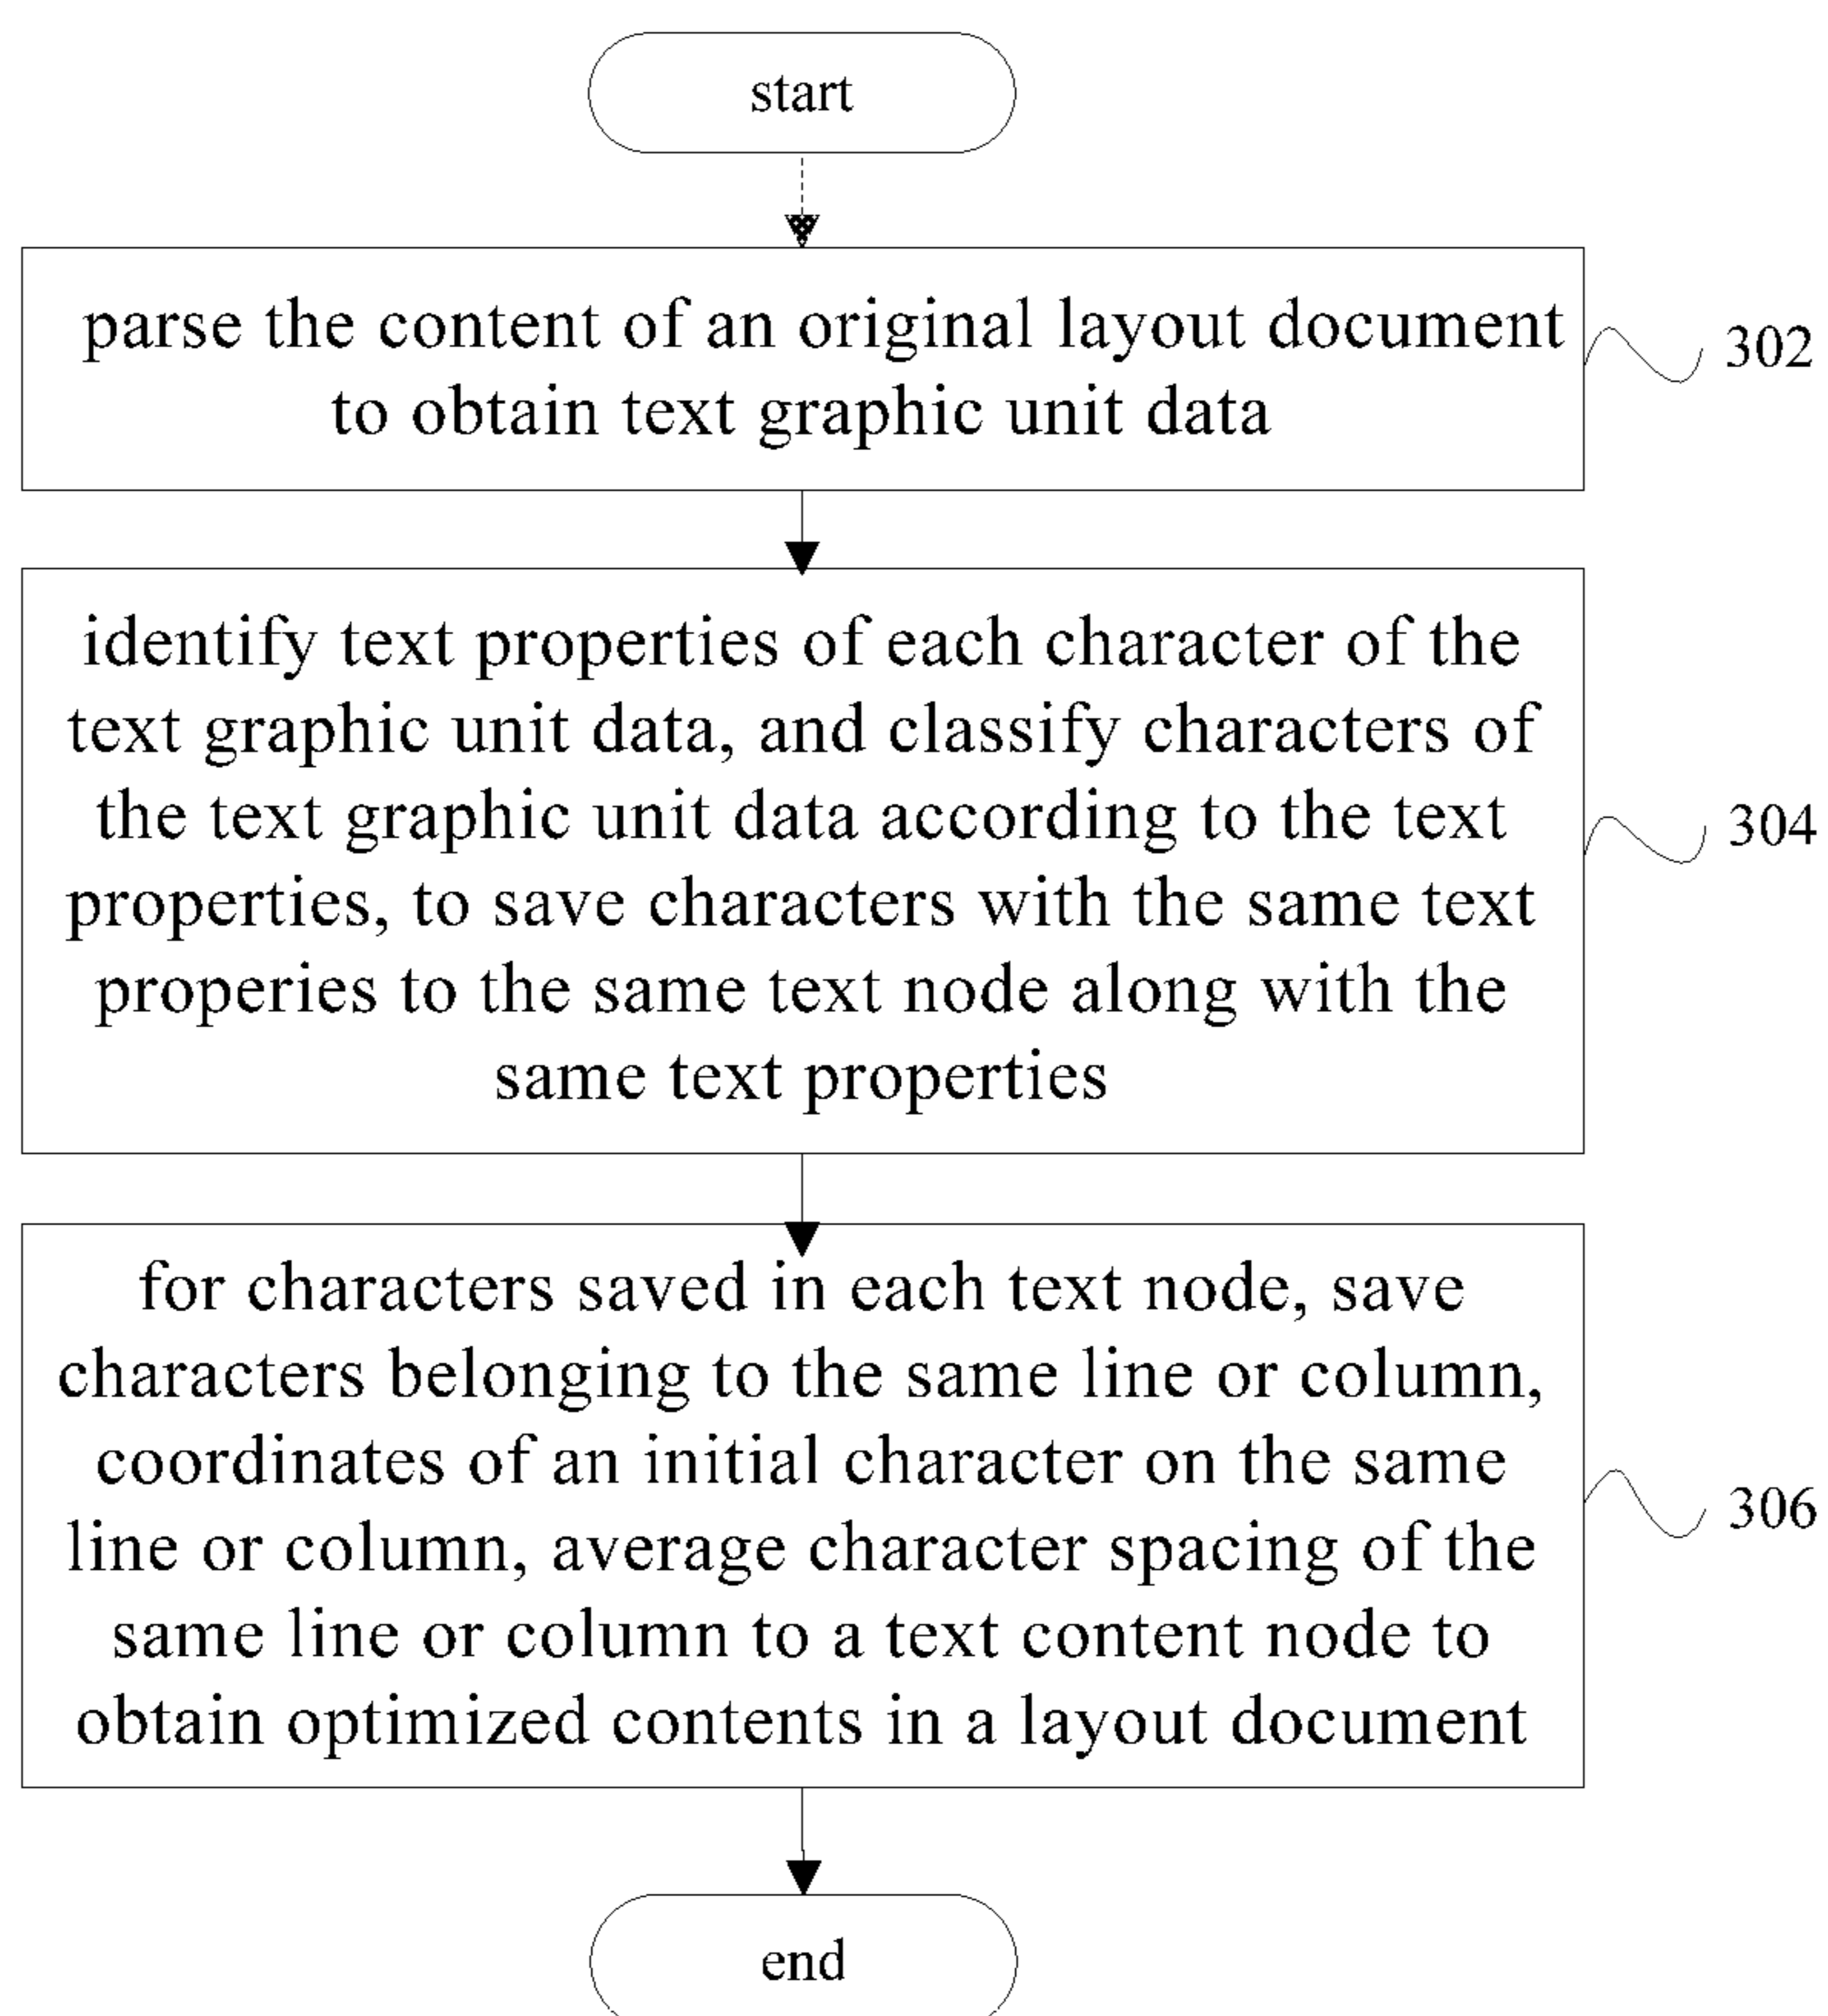 start
parse the content of an original layout document
to obtain text graphic unit data
302
identify text properties of each character of the
text graphic unit data, and classify characters of
the text graphic unit data according to the text
properties, to save characters with the same text
properies to the same text node along with the
same text properties
304
for characters saved in each text node, save
characters belonging to the same line or column,
coordinates of an initial character on the same
line or column, average character spacing of the
same line or column to a text content node to
obtain optimized contents in a layout document
306
end